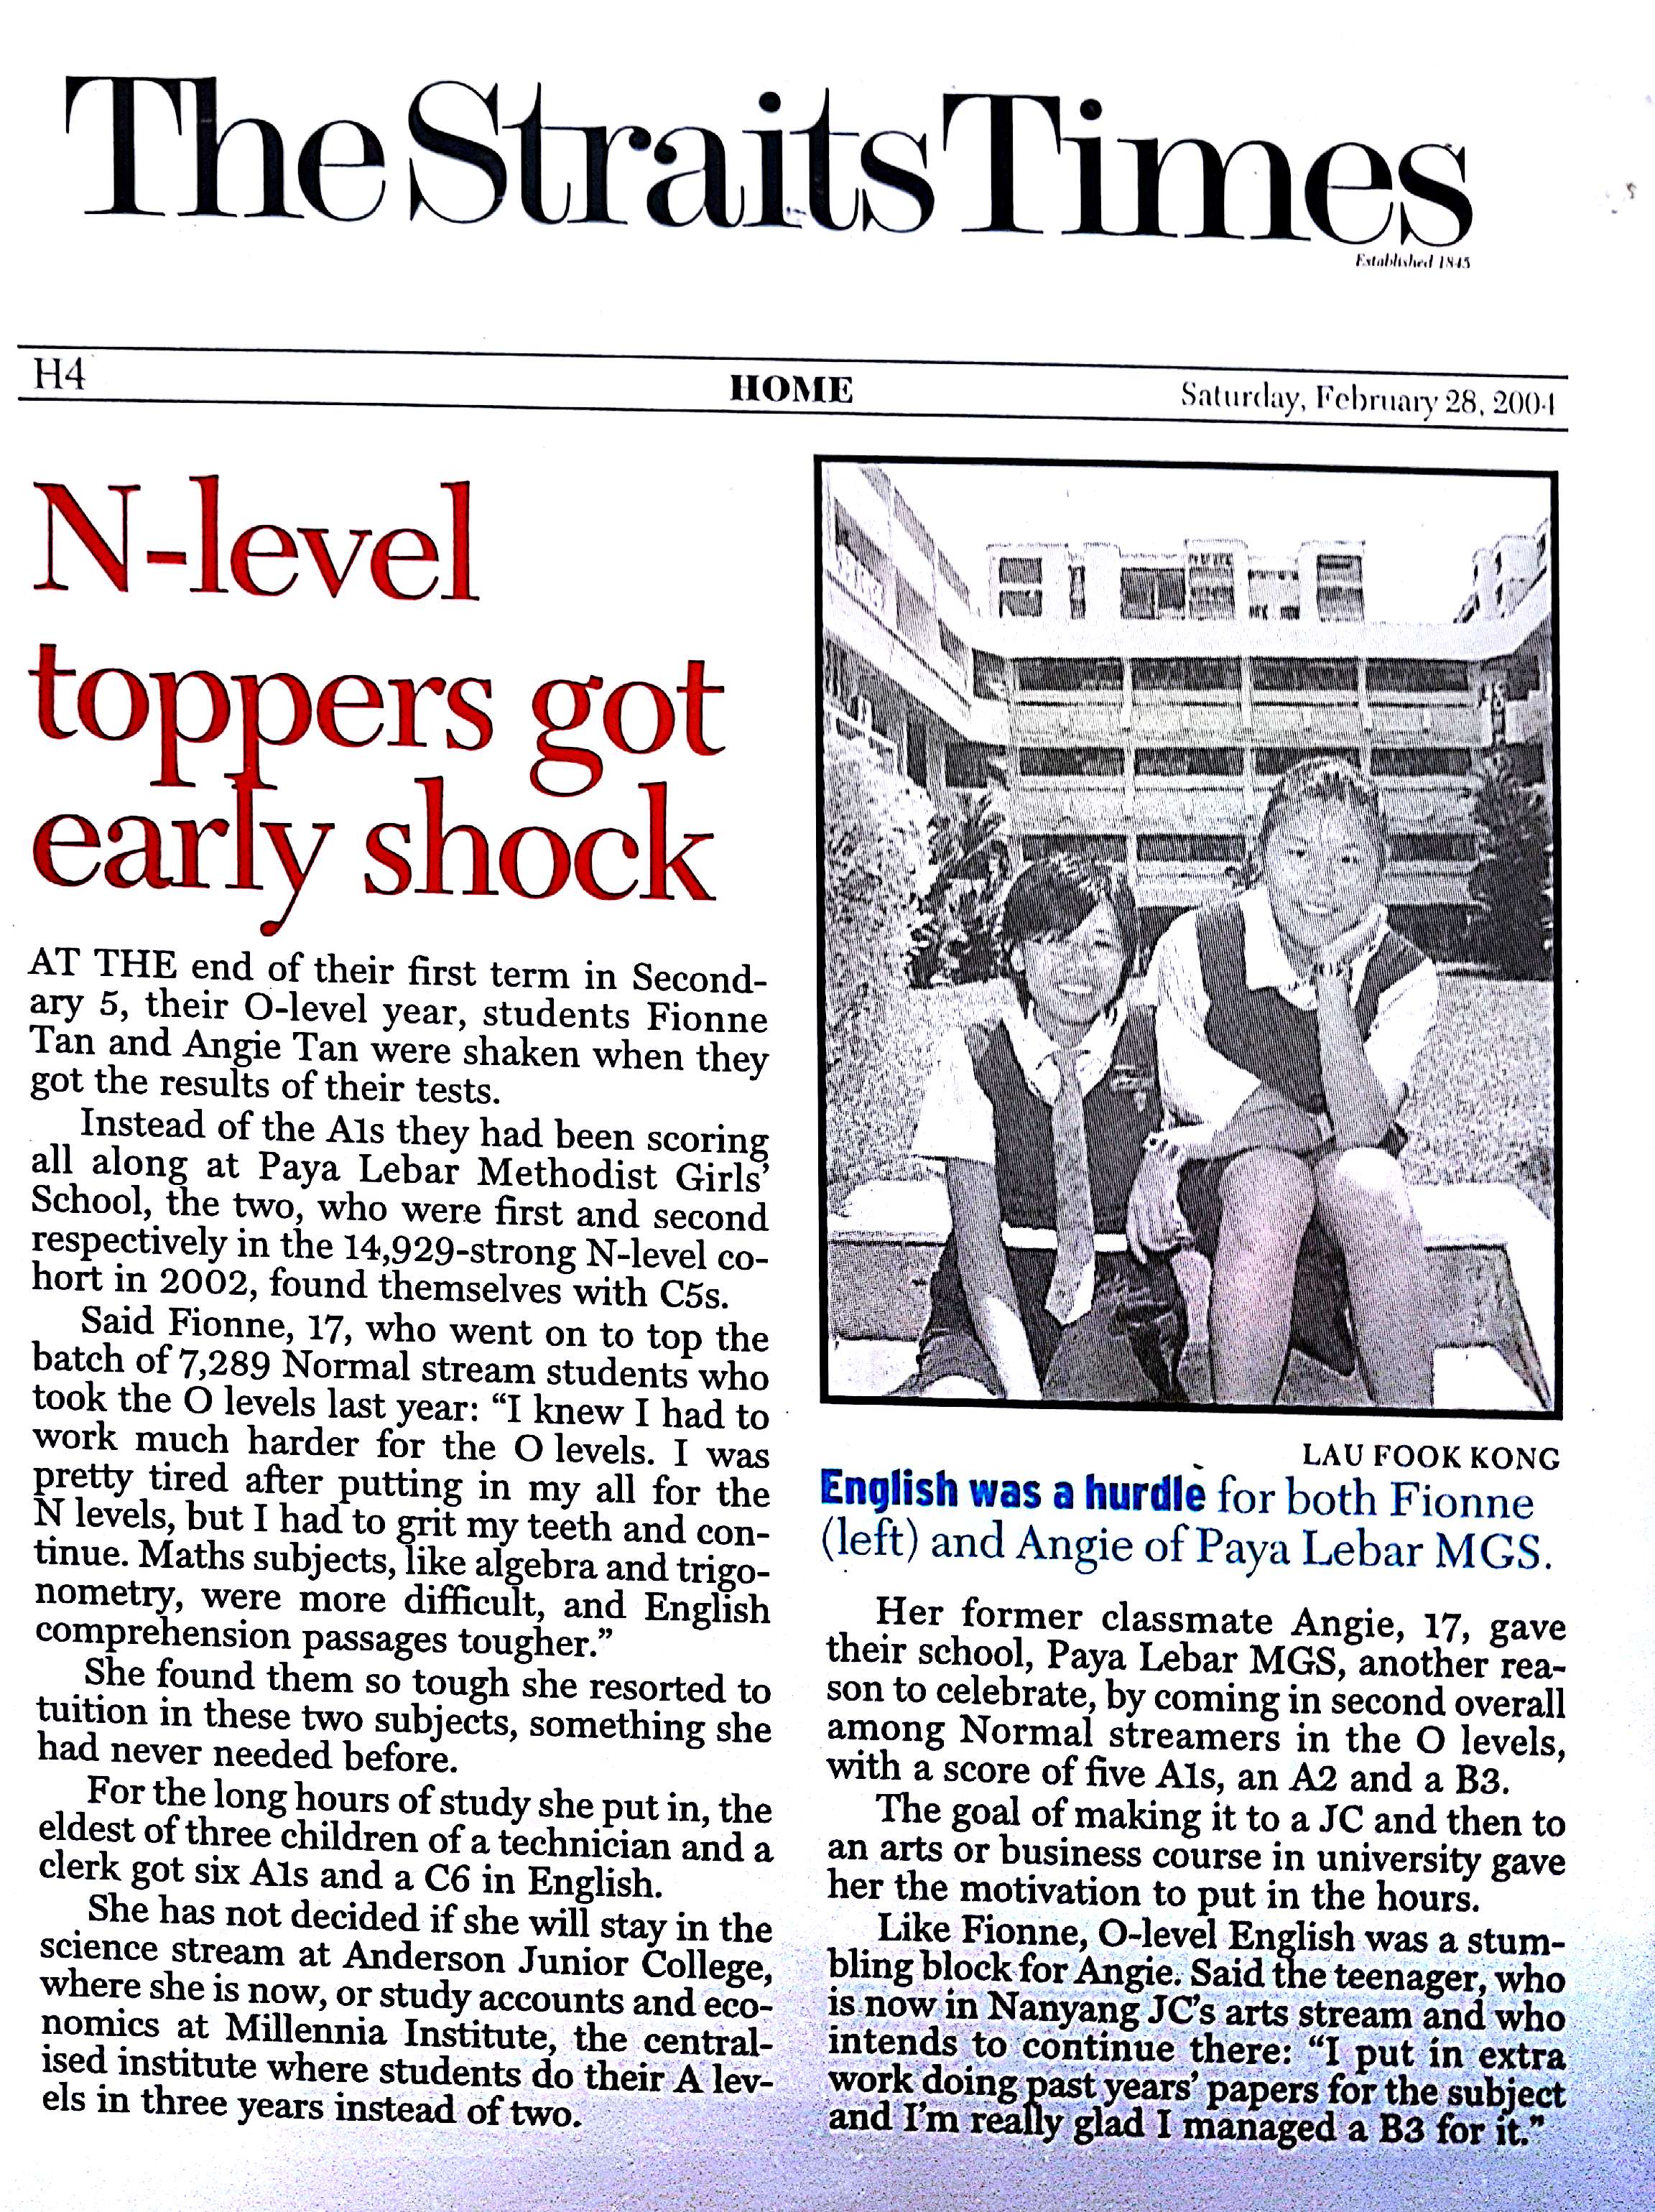 The Straits Times
Established 1845
H4
HOME
Saturday, February 28, 2004
N-level
toppers got
early shock
AT THE end of their first term in Second-
ary 5, their O-level year, students Fionne
Tan and Angie Tan were shaken when they
got the results of their tests.
Instead of the A1s they had been scoring
all along at Paya Lebar Methodist Girls'
School, the two, who were first and second
respectively in the 14,929-strong N-level co-
hort in 2002, found themselves with C5s.
Said Fionne, 17, who went on to top the
batch of 7,289 Normal stream students who
took the O levels last year: “I knew I had to
work much harder for the O levels. I was
pretty tired after putting in my all for the
N levels, but I had to grit my teeth and con-
tinue. Maths subjects, like algebra and trigo-
nometry, were more difficult, and English
comprehension passages tougher.”
She found them so tough she resorted to
tuition in these two subjects, something she
had never needed before.
For the long hours of study she put in, the
eldest of three children of a technician and a
clerk got six A1s and a C6 in English.
She has not decided if she will stay in the
science stream at Anderson Junior College,
where she is now, or study accounts and eco-
nomics at Millennia Institute, the central-
ised institute where students do their A lev-
els in three years instead of two.
LAU FOOK KONG
English was a hurdle for both Fionne
(left) and Angie of Paya Lebar MGS.
Her former classmate Angie, 17, gave
their school, Paya Lebar MGS, another rea-
son to celebrate, by coming in second overall
among Normal streamers in the O levels,
with a score of five A1s, an A2 and a B3.
The goal of making it to a JC and then to
an arts or business course in university gave
her the motivation to put in the hours.
Like Fionne, O-level English was a stum-
bling block for Angie. Said the teenager, who
is now in Nanyang JC's arts stream and who
intends to continue there: “I put in extra
work doing past years' papers for the subject
and I'm really glad I managed a B3 for it.”